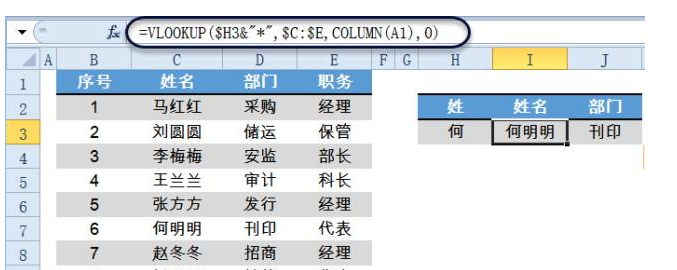 fx =VLOOKUP($H3&"*",$C:$E,COLUMN(A1),0)
A B C D E F G H I J
1 序号 姓名 部门 职务
2 1 马红红 采购 经理 姓 姓名 部门
3 2 刘圆圆 储运 保管 何 何明明 刊印
4 3 李梅梅 安监 部长
5 4 王兰兰 审计 科长
6 5 张方方 发行 经理
7 6 何明明 刊印 代表
8 7 赵冬冬 招商 经理